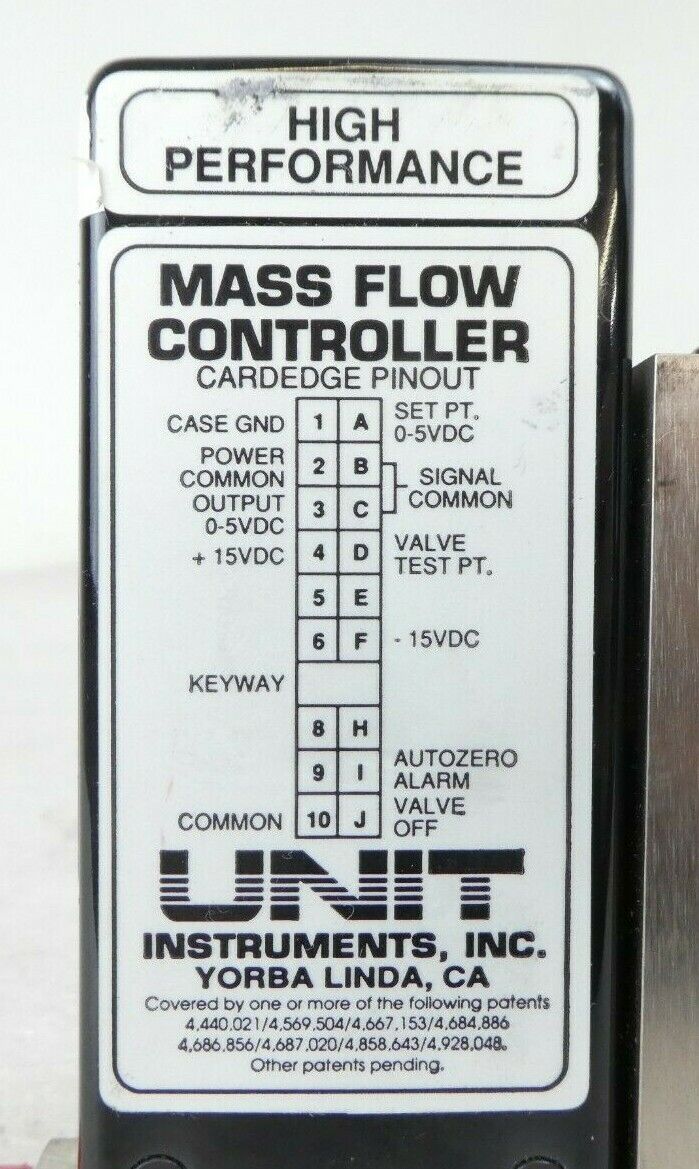 HIGH
PERFORMANCE
MASS FLOW
CONTROLLER
CARDEDGE PINOUT
CASE GND 1 A SET PT.
0-5VDC
POWER
COMMON 2 B
SIGNAL
COMMON
OUTPUT
0-5VDC 3 C
+ 15VDC 4 D VALVE
TEST PT.
5 E
6 F - 15VDC
KEYWAY
8 H
9 I AUTOZERO
ALARM
COMMON 10 J VALVE
OFF
UNIT
INSTRUMENTS, INC.
YORBA LINDA, CA
Covered by one or more of the following patents
4,440,021/4,569,504/4,667,153/4,684,886
4,686,856/4,687,020/4,858,643/4,928,048.
Other patents pending.